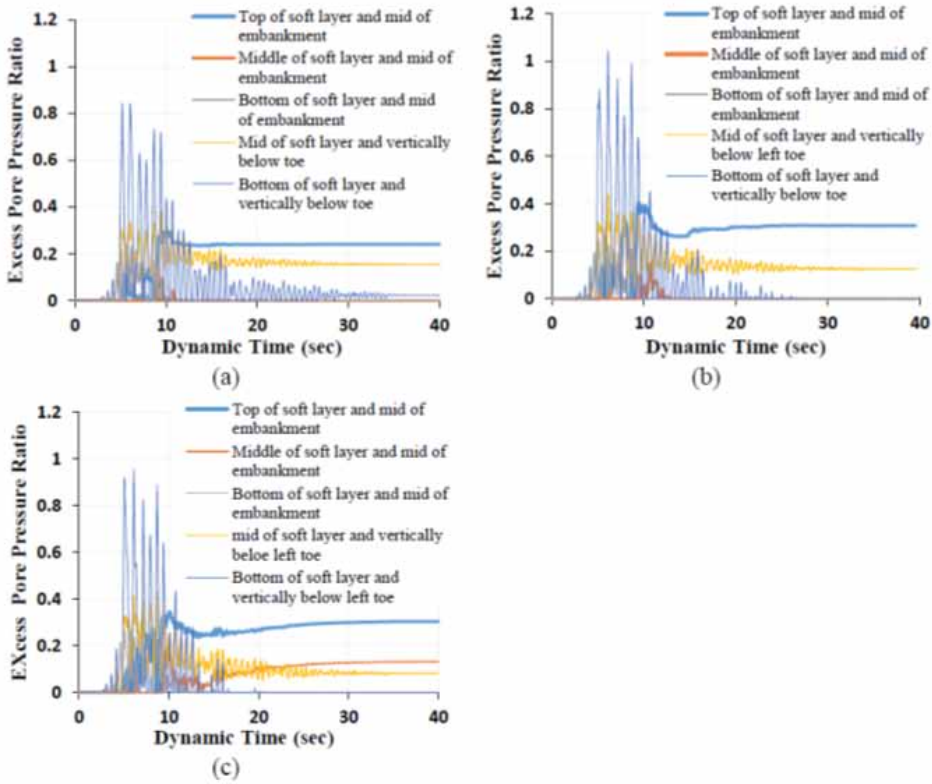 1.2
1
0.8
0.6
0.4
0.2
0
Excess Pore Pressure Ratio
Top of soft layer and mid of
embankment
Middle of soft layer and mid of
embankment
Bottom of soft layer and mid
of embankment
Mid of soft layer and vertically
below toe
Bottom of soft layer and
vertically below toe
0 10 20 30 40
Dynamic Time (sec)
(a)
1.2
1
0.8
0.6
0.4
0.2
0
Excess Pore Pressure Ratio
Top of soft layer and mid of
embankment
Middle of soft layer and mid of
embankment
Bottom of soft layer and mid of
embankment
Mid of soft layer and vertically
below left toe
Bottom of soft layer and
vertically below toe
0 10 20 30 40
Dynamic Time (sec)
(b)
1.2
1
0.8
0.6
0.4
0.2
0
EXcess Pore Pressure Ratio
Top of soft layer and mid of
embankment
Middle of soft layer and mid of
embankment
Bottom of soft layer and mid of
embankment
mid of soft layer and vertically
beloe left toe
Bottom of soft layer and
vertically below left toe
0 10 20 30 40
Dynamic Time (sec)
(c)